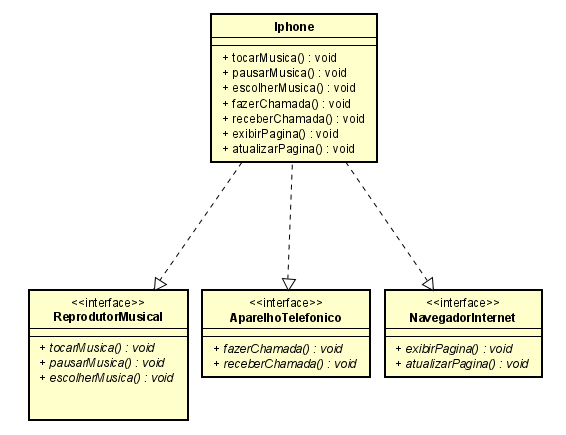 Iphone
+ tocarMusica() : void
+ pausarMusica() : void
+ escolherMusica() : void
+ fazerChamada() : void
+ receberChamada() : void
+ exibirPagina() : void
+ atualizarPagina() : void
<<interface>>
ReprodutorMusical
+ tocarMusica() : void
+ pausarMusica() : void
+ escolherMusica() : void
<<interface>>
AparelhoTelefonico
+ fazerChamada() : void
+ receberChamada() : void
<<interface>>
NavegadorInternet
+ exibirPagina() : void
+ atualizarPagina() : void